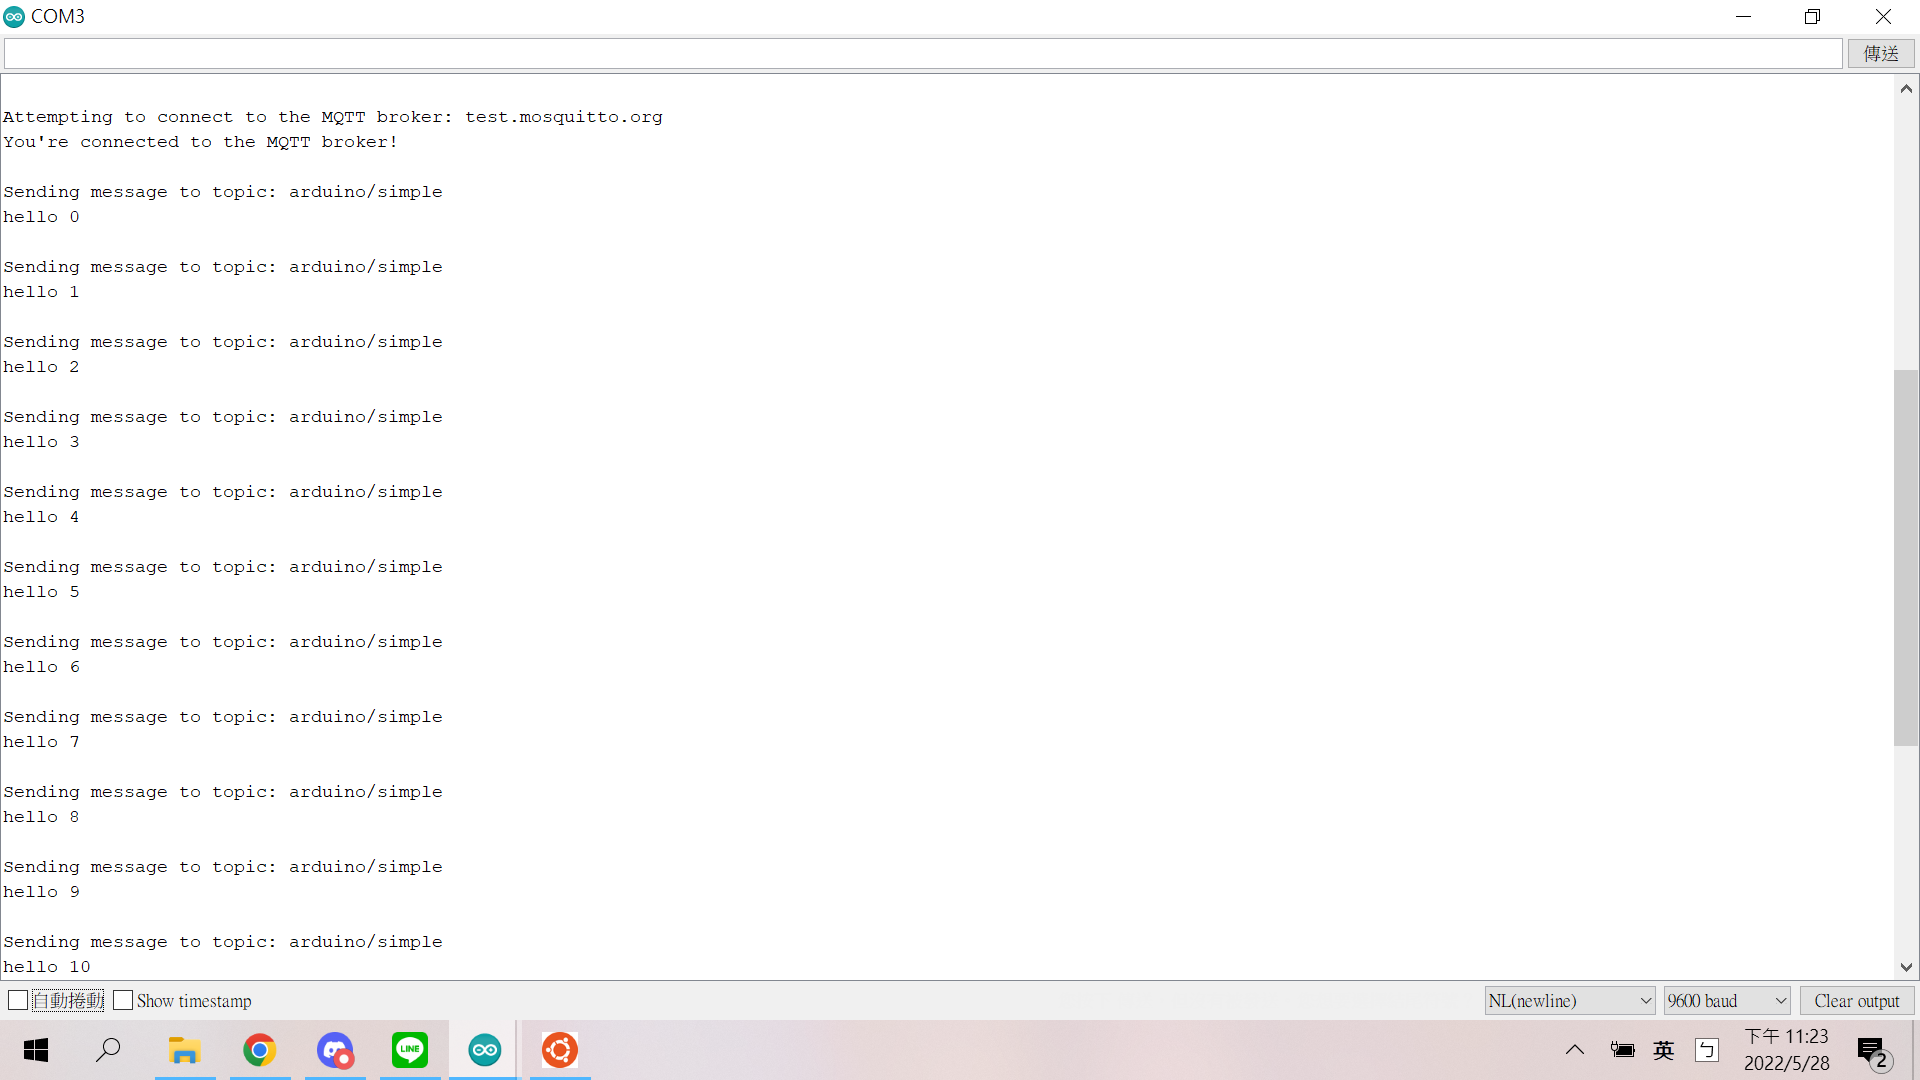 COM3
傳送
Attempting to connect to the MQTT broker: test.mosquitto.org
You're connected to the MQTT broker!
Sending message to topic: arduino/simple
hello 0
Sending message to topic: arduino/simple
hello 1
Sending message to topic: arduino/simple
hello 2
Sending message to topic: arduino/simple
hello 3
Sending message to topic: arduino/simple
hello 4
Sending message to topic: arduino/simple
hello 5
Sending message to topic: arduino/simple
hello 6
Sending message to topic: arduino/simple
hello 7
Sending message to topic: arduino/simple
hello 8
Sending message to topic: arduino/simple
hello 9
Sending message to topic: arduino/simple
hello 10
自動捲動 Show timestamp NL(newline) 9600 baud Clear output
LINE
英 ㄅ
下午 11:23
2022/5/28
2